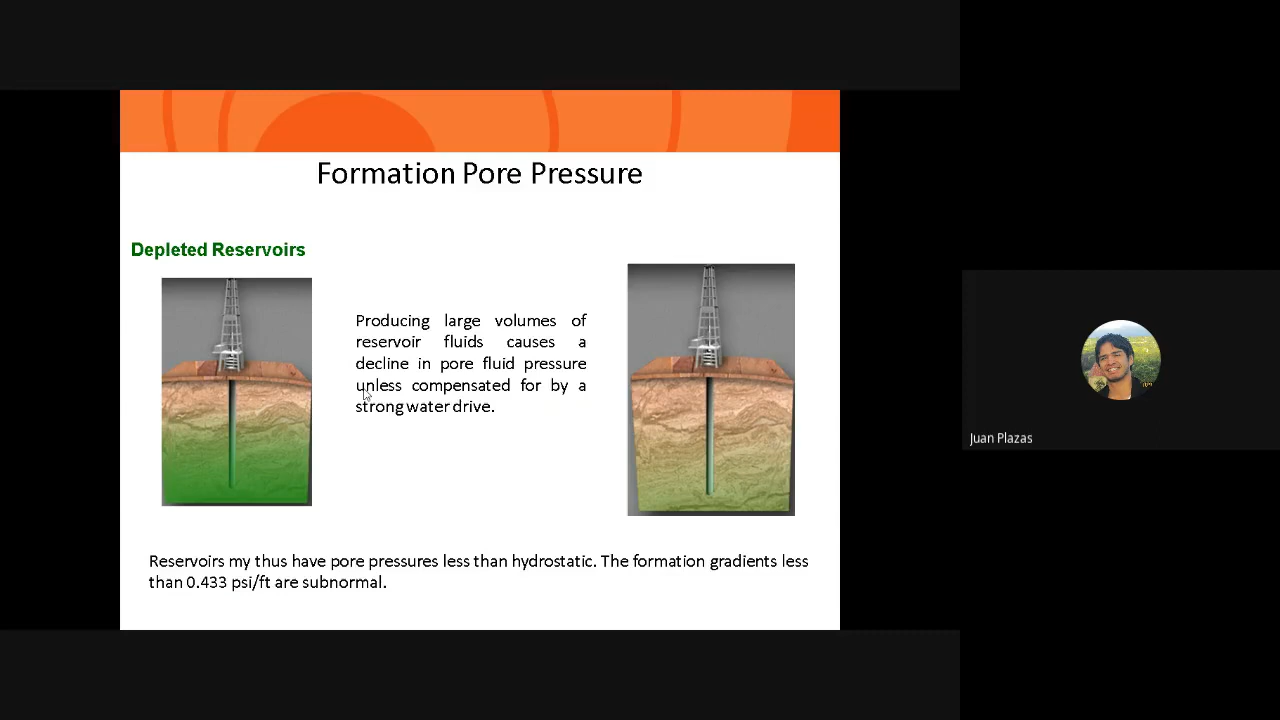 Formation Pore Pressure
Depleted Reservoirs
Producing large volumes of
reservoir fluids causes a
decline in pore fluid pressure
unless compensated for by a
strong water drive.
Juan Plazas
Reservoirs my thus have pore pressures less than hydrostatic. The formation gradients less
than 0.433 psi/ft are subnormal.